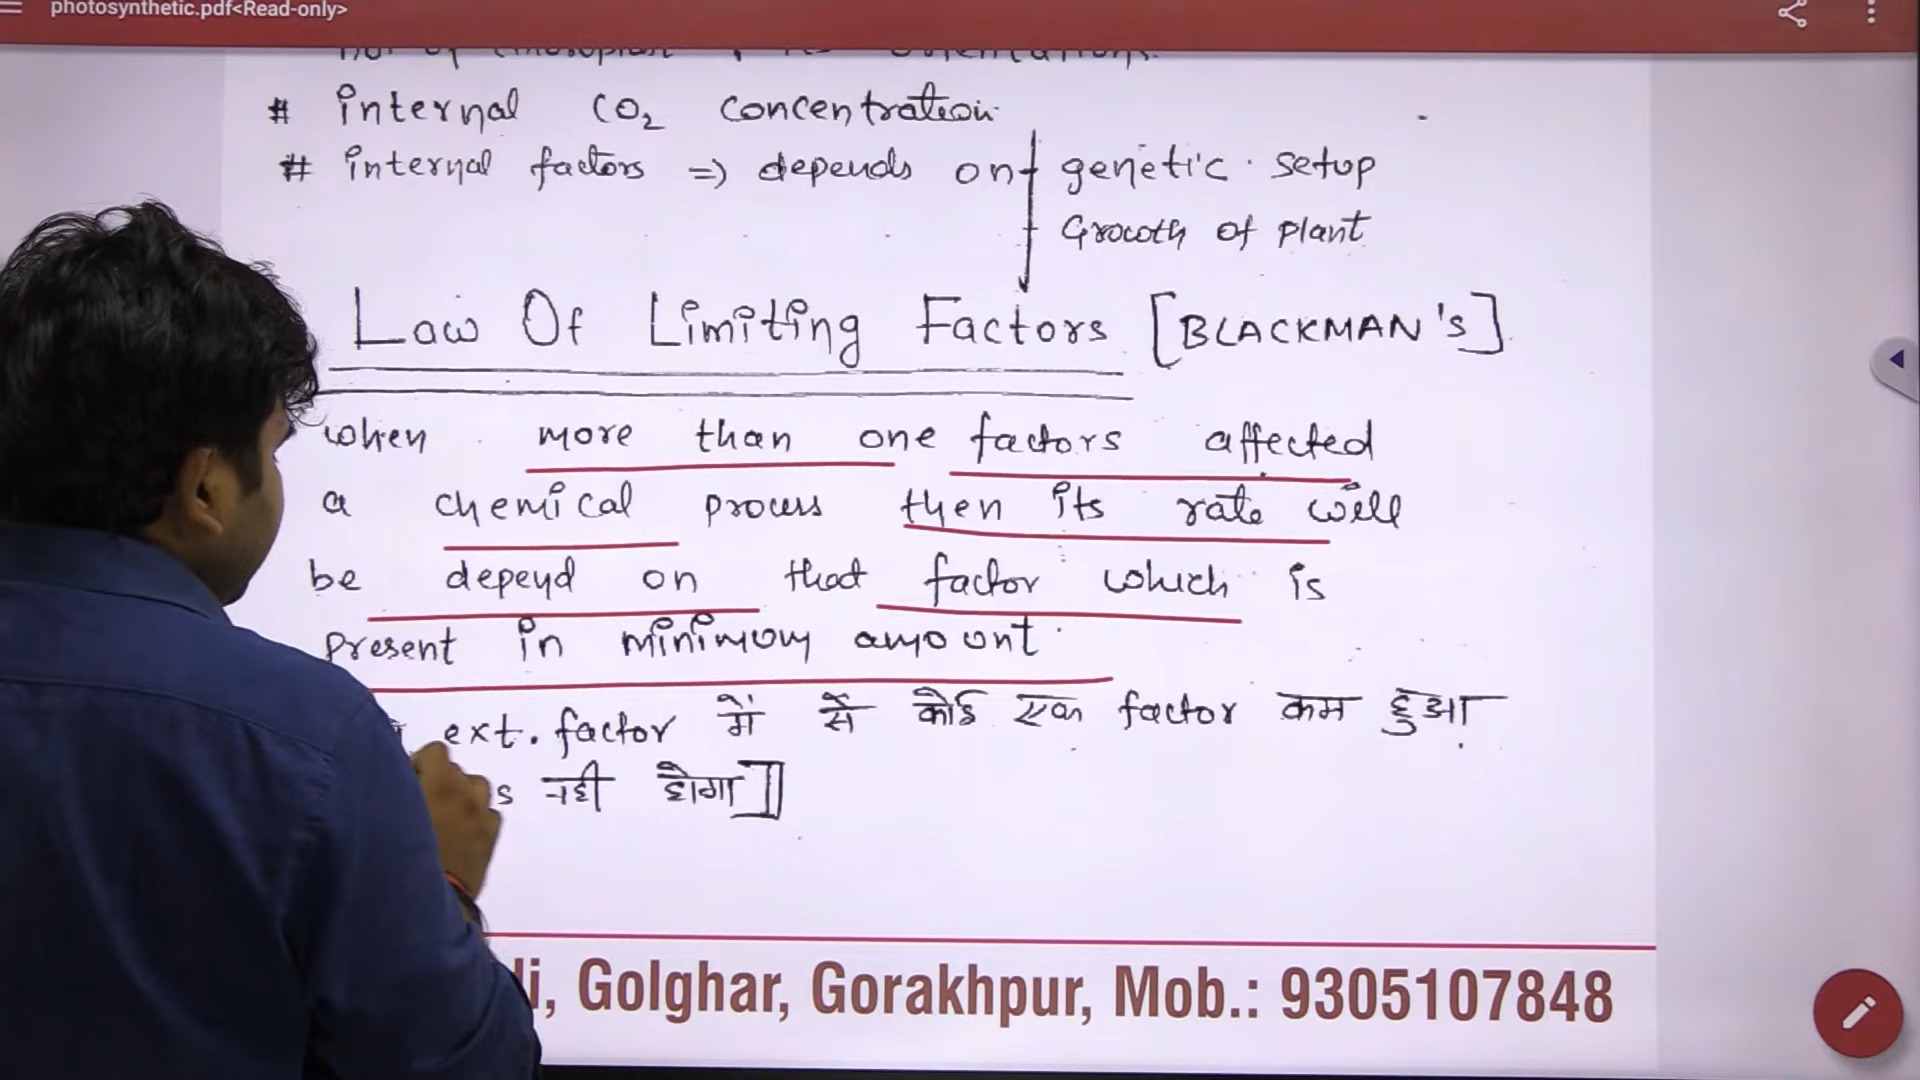 photosynthetic.pdf<Read-only>
# internal CO₂ concentration
# internal factors => depends on genetic setup
Growth of plant
Law Of Limiting Factors [BLACKMAN's]
when more than one factors affected
a chemical process then its rate will
be depend on that factor which is
present in minimum amount.
ext. factor में से कोई एक factor कम हुआ
नही होगा]]
Golghar, Gorakhpur, Mob.: 9305107848